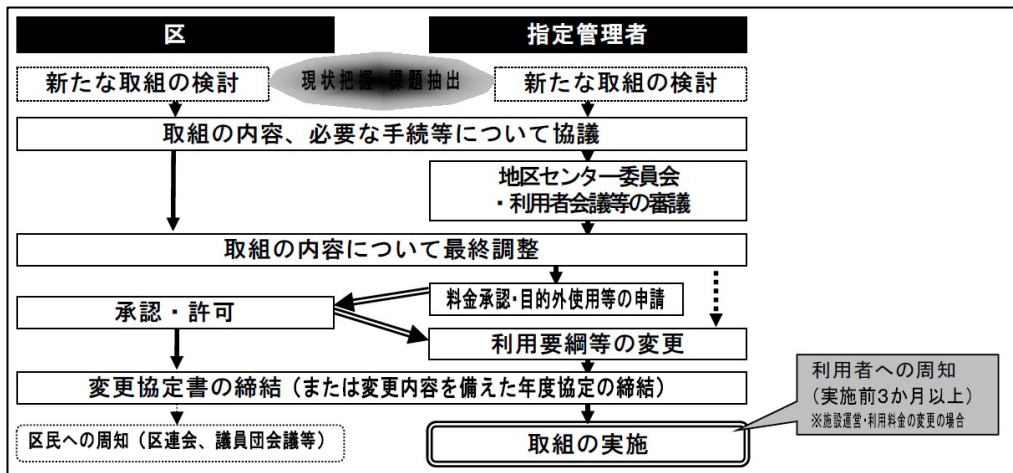 区
指定管理者
新たな取組の検討
現状把握・課題抽出
新たな取組の検討
取組の内容、必要な手続等について協議
地区センター委員会
・利用者会議等の審議
取組の内容について最終調整
料金承認・目的外使用等の申請
承認・許可
利用要綱等の変更
変更協定書の締結（または変更内容を備えた年度協定の締結）
利用者への周知
（実施前3か月以上）
※施設運営・利用料金の変更の場合
区民への周知（区連会、議員団会議等）
取組の実施